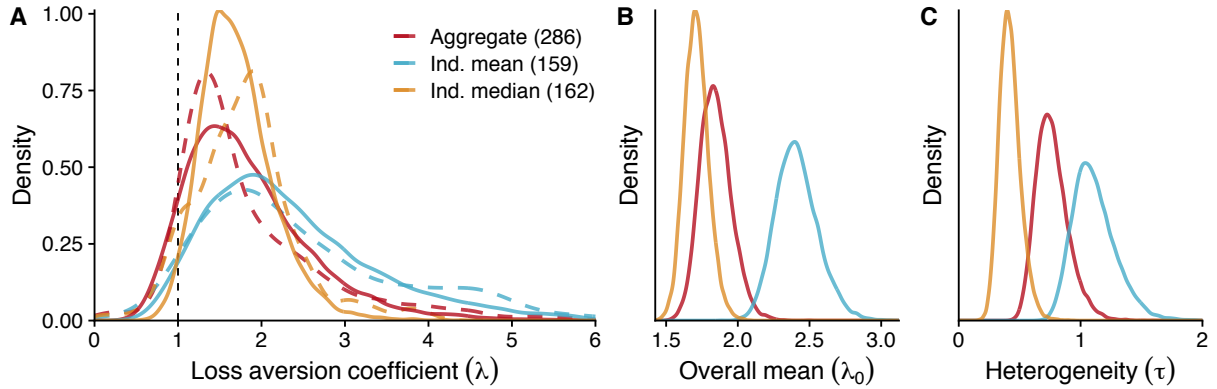 A
Density
1.00
0.75
0.50
0.25
0.00
0 1 2 3 4 5 6
Loss aversion coefficient (λ)
Aggregate (286)
Ind. mean (159)
Ind. median (162)
B
Density
1.5 2.0 2.5 3.0
Overall mean (λ₀)
C
Density
0 1 2
Heterogeneity (τ)